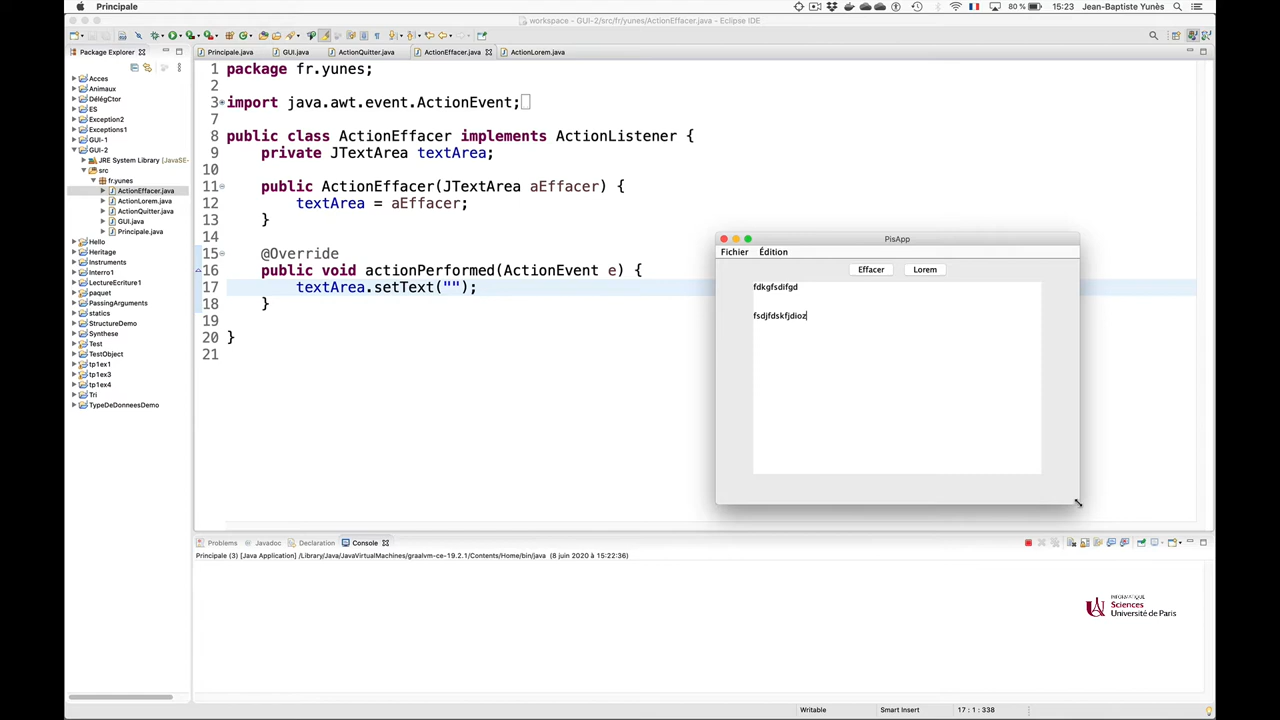 Principale
80 %
15:23
Jean-Baptiste Yunès
workspace - GUI-2/src/fr/yunes/ActionEffacer.java - Eclipse IDE
Package Explorer
Principale.java
GUI.java
ActionQuitter.java
ActionEffacer.java
ActionLorem.java
Acces
Animaux
DélégCtor
ES
Exception2
Exceptions1
GUI-1
GUI-2
JRE System Library [JavaSE-
src
fr.yunes
ActionEffacer.java
ActionLorem.java
ActionQuitter.java
GUI.java
Principale.java
Hello
Heritage
Instruments
Interro1
LectureEcriture1
paquet
PassingArguments
statics
StructureDemo
Synthese
Test
TestObject
tp1ex1
tp1ex3
tp1ex4
Tri
TypeDeDonneesDemo
1 package fr.yunes;
2
3 import java.awt.event.ActionEvent;
7
8 public class ActionEffacer implements ActionListener {
9 private JTextArea textArea;
10
11 public ActionEffacer(JTextArea aEffacer) {
12 textArea = aEffacer;
13 }
14
15 @Override
16 public void actionPerformed(ActionEvent e) {
17 textArea.setText("");
18 }
19
20 }
21
PisApp
Fichier Édition
Effacer Lorem
fdkgfsdifgd
fsdjfdskfjdioz
Problems Javadoc Declaration Console
Principale (3) [Java Application] /Library/Java/JavaVirtualMachines/graalvm-ce-19.2.1/Contents/Home/bin/java (8 juin 2020 à 15:22:36)
INFORMATIQUE
Sciences
Université de Paris
Writable
Smart Insert
17 : 1 : 338